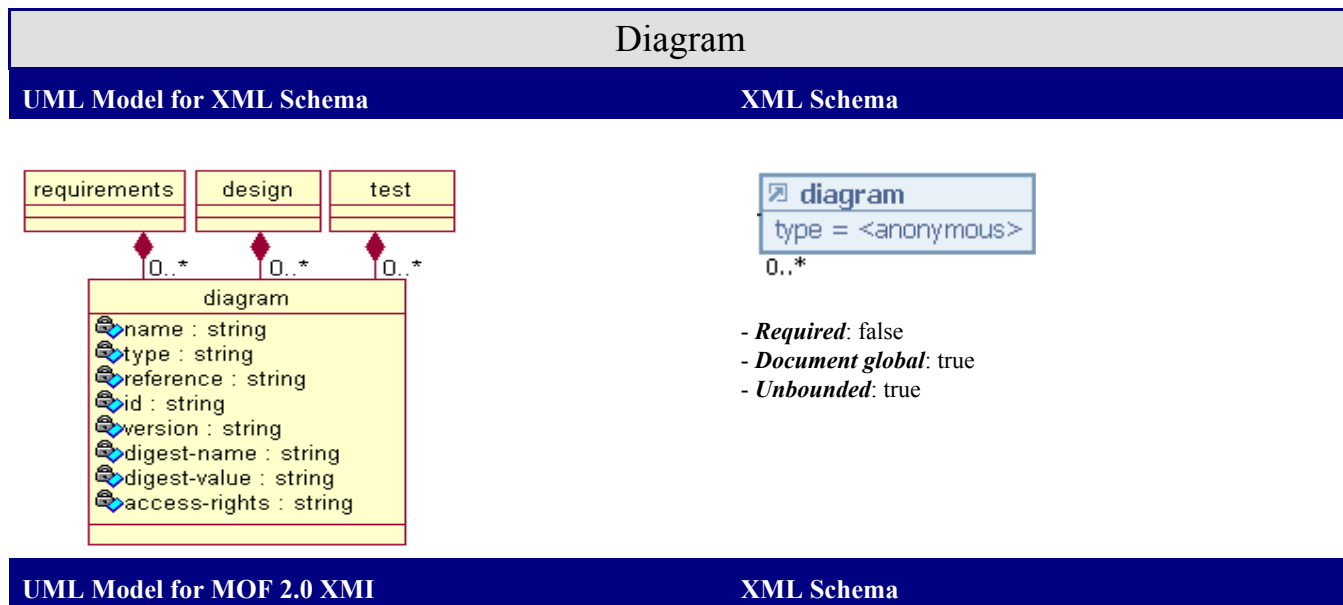 Diagram
UML Model for XML Schema XML Schema
requirements design test
0..* 0..* 0..*
diagram
name : string
type : string
reference : string
id : string
version : string
digest-name : string
digest-value : string
access-rights : string
diagram
type = <anonymous>
0..*
- Required: false
- Document global: true
- Unbounded: true
UML Model for MOF 2.0 XMI XML Schema